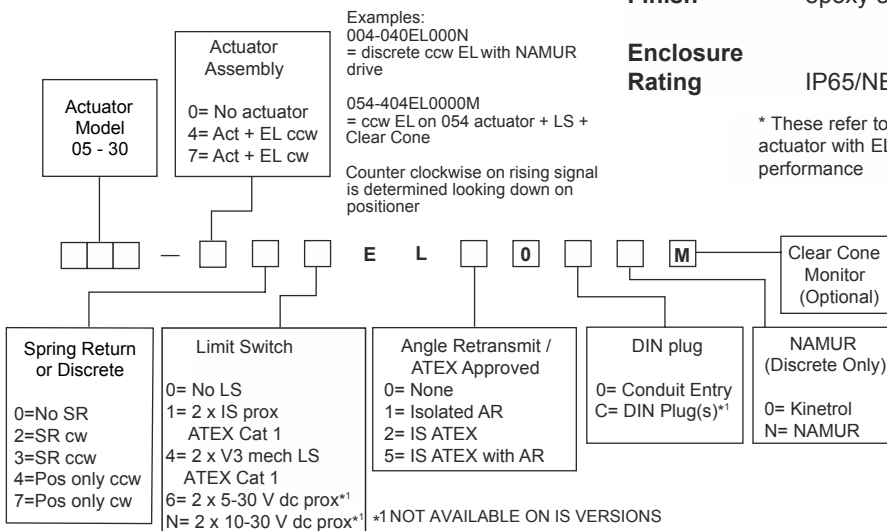 Finish
Enclosure
Rating
* These refer to
actuator with EL
performance
Examples:
004-040EL000N
= discrete ccw EL with NAMUR
drive
054-404EL0000M
= ccw EL on 054 actuator + LS +
Clear Cone
Counter clockwise on rising signal
is determined looking down on
positioner
Actuator
Model
05 - 30
Actuator
Assembly
0= No actuator
4= Act + EL ccw
7= Act + EL cw
— E L 0 M
Clear Cone
Monitor
(Optional)
Spring Return
or Discrete
0=No SR
2=SR cw
3=SR ccw
4=Pos only ccw
7=Pos only cw
Limit Switch
0= No LS
1= 2 x IS prox
ATEX Cat 1
4= 2 x V3 mech LS
ATEX Cat 1
6= 2 x 5-30 V dc prox*1
N= 2 x 10-30 V dc prox*1
Angle Retransmit /
ATEX Approved
0= None
1= Isolated AR
2= IS ATEX
5= IS ATEX with AR
DIN plug
0= Conduit Entry
C= DIN Plug(s)*1
NAMUR
(Discrete Only)
0= Kinetrol
N= NAMUR
*1 NOT AVAILABLE ON IS VERSIONS